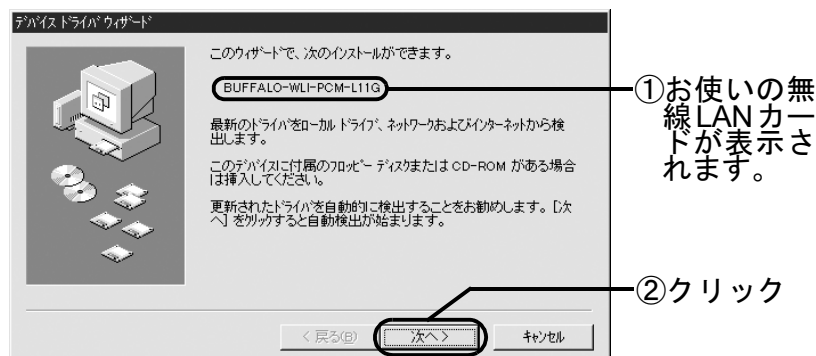 デバイス ドライバ ウィザード
このウィザードで、次のインストールができます。
BUFFALO-WLI-PCM-L11G
最新のドライバをローカル ドライブ、ネットワークおよびインターネットから検
出します。
このデバイスに付属のフロッピー ディスクまたは CD-ROM がある場合
は挿入してください。
更新されたドライバを自動的に検出することをお勧めします。[次
へ] をクリックすると自動検出が始まります。
< 戻る(B)
次へ >
キャンセル
①お使いの無
線LANカー
ドが表示さ
れます。
②クリック